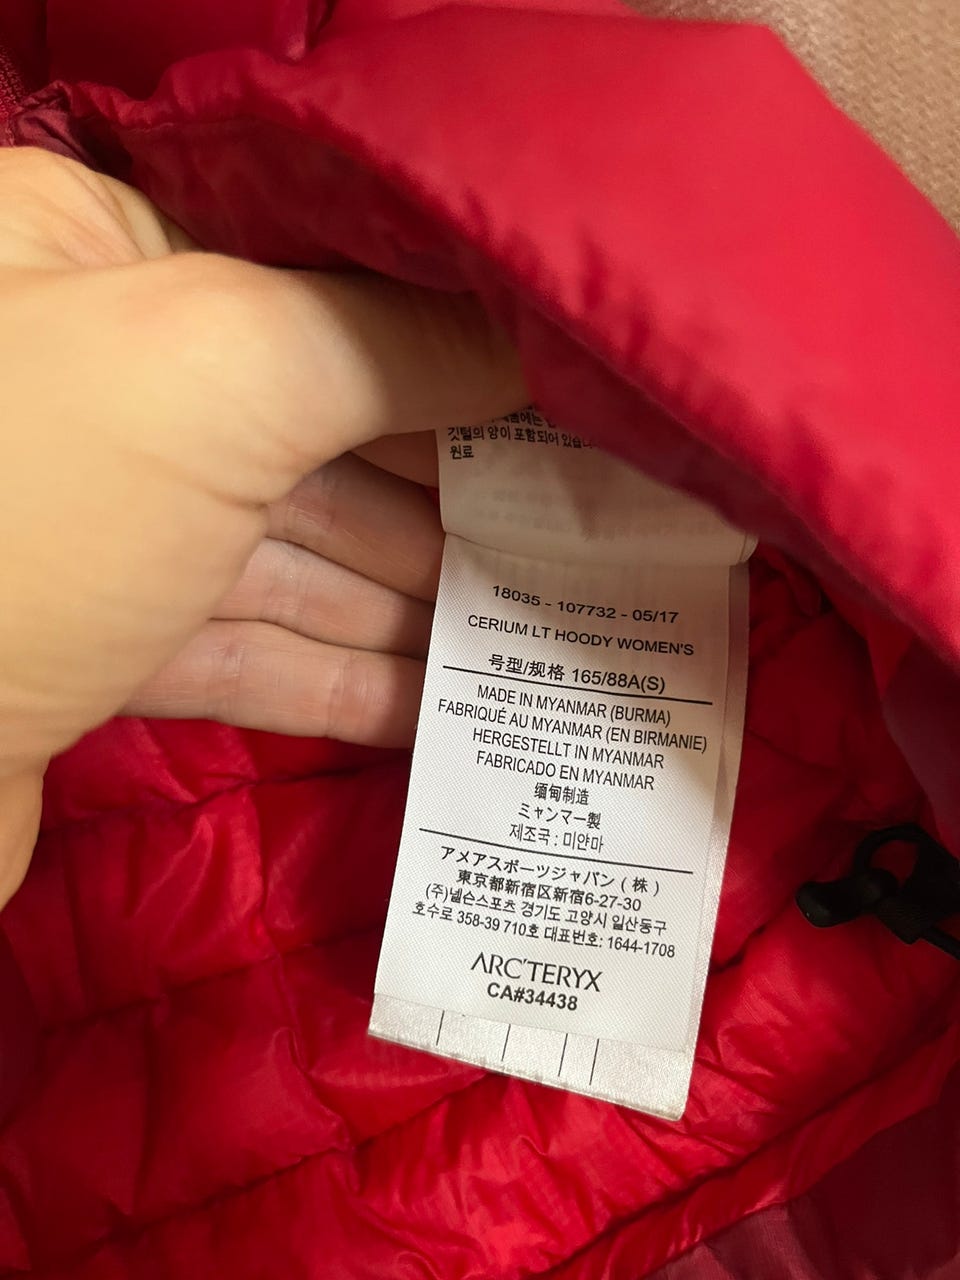 깃털의 양이 포함되어 있습니
원료
18035 - 107732 - 05/17
CERIUM LT HOODY WOMEN'S
号型/规格 165/88A(S)
MADE IN MYANMAR (BURMA)
FABRIQUÉ AU MYANMAR (EN BIRMANIE)
HERGESTELLT IN MYANMAR
FABRICADO EN MYANMAR
缅甸制造
ミャンマー製
제조국 : 미얀마
アメアスポーツジャパン ( 株 )
東京都新宿区新宿6-27-30
(주)넬슨스포츠 경기도 고양시 일산동구
호수로 358-39 710호 대표번호: 1644-1708
ARC'TERYX
CA#34438